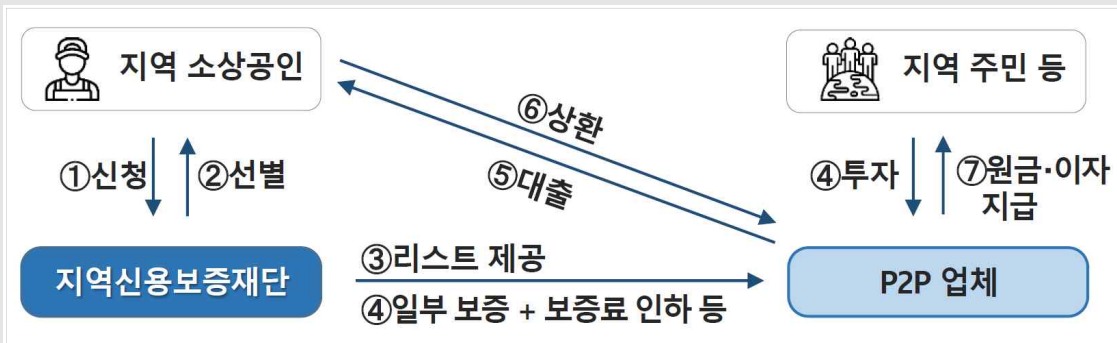 지역 소상공인
지역 주민 등
①신청
②선별
⑥상환
⑤대출
④투자
⑦원금·이자
지급
지역신용보증재단
③리스트 제공
④일부 보증 + 보증료 인하 등
P2P 업체